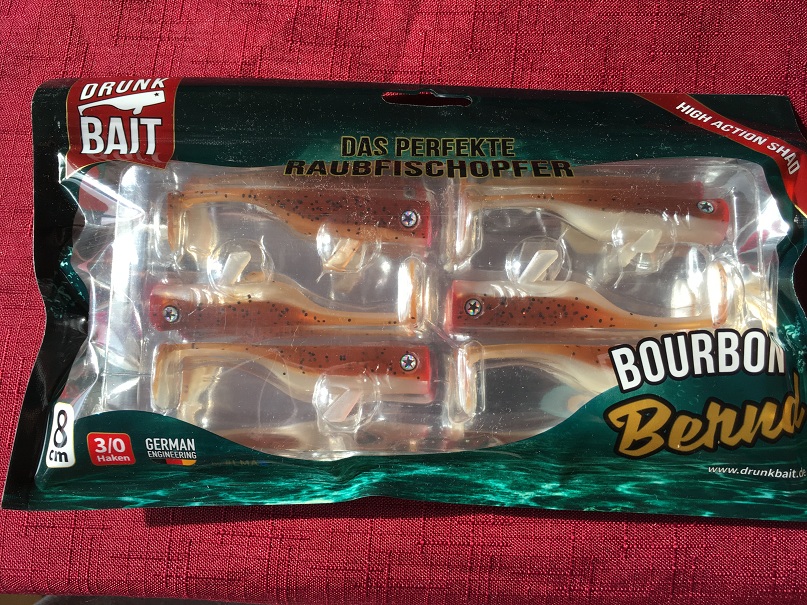 DRUNK
BAIT
DAS PERFEKTE
RAUBFISCHOPFER
HIGH ACTION SHAD
BOURBON
Bernd
www.drunkbait.de
8
cm
3/0
Haken
GERMAN
ENGINEERING